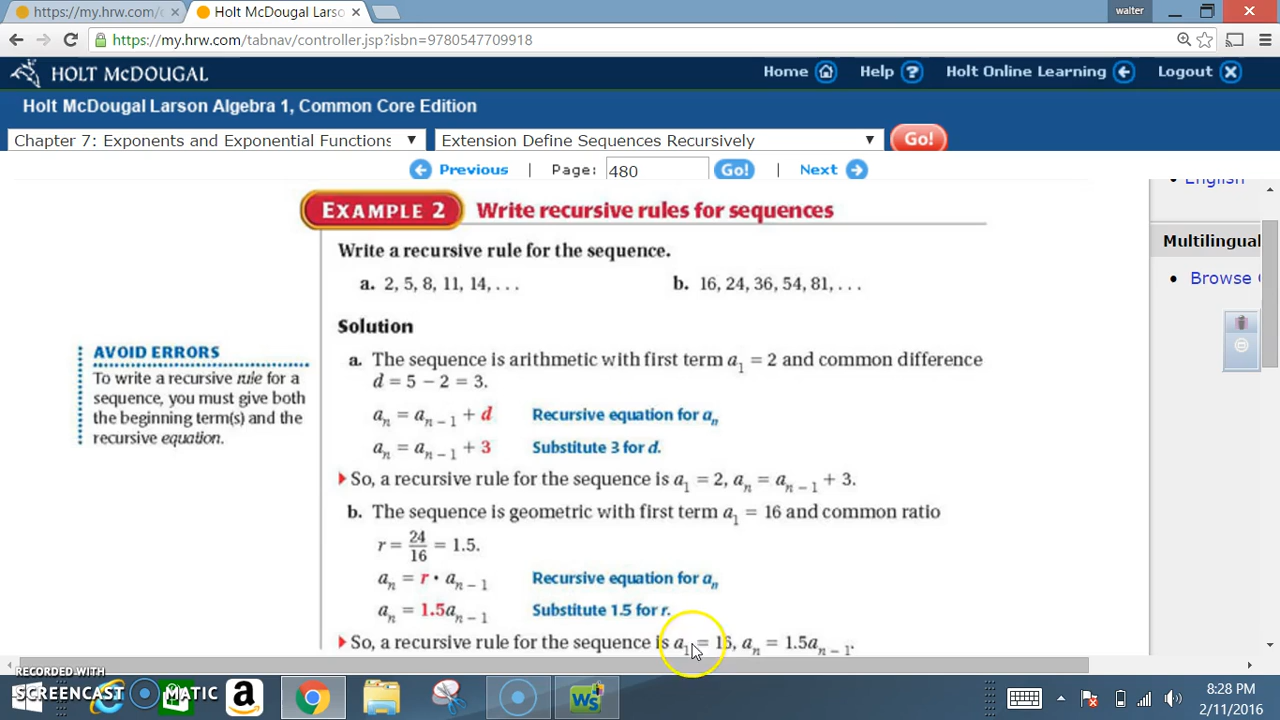 https://my.hrw.com/
Holt McDougal Larso
walter
https://my.hrw.com/tabnav/controller.jsp?isbn=9780547709918
HOLT MCDOUGAL
Home
Help
Holt Online Learning
Logout
Holt McDougal Larson Algebra 1, Common Core Edition
Chapter 7: Exponents and Exponential Functions
Extension Define Sequences Recursively
Go!
Previous | Page: 480 Go! | Next
English
EXAMPLE 2 Write recursive rules for sequences
Multilingual
Browse
Write a recursive rule for the sequence.
a. 2, 5, 8, 11, 14, . . . b. 16, 24, 36, 54, 81, . . .
Solution
AVOID ERRORS
To write a recursive rule for a
sequence, you must give both
the beginning term(s) and the
recursive equation.
a. The sequence is arithmetic with first term a₁ = 2 and common difference
d = 5 − 2 = 3.
aₙ = aₙ₋₁ + d Recursive equation for aₙ
aₙ = aₙ₋₁ + 3 Substitute 3 for d.
So, a recursive rule for the sequence is a₁ = 2, aₙ = aₙ₋₁ + 3.
b. The sequence is geometric with first term a₁ = 16 and common ratio
r = 24/16 = 1.5.
aₙ = r • aₙ₋₁ Recursive equation for aₙ
aₙ = 1.5aₙ₋₁ Substitute 1.5 for r.
So, a recursive rule for the sequence is a₁ = 16, aₙ = 1.5aₙ₋₁.
RECORDED WITH
SCREENCAST MATIC
8:28 PM
2/11/2016